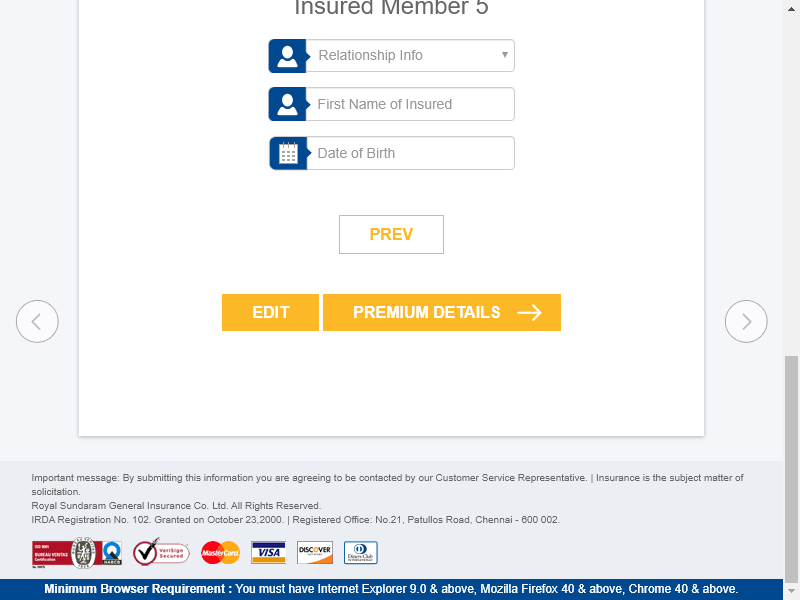 Insured Member 5
Relationship Info
First Name of Insured
Date of Birth
PREV
EDIT
PREMIUM DETAILS
Important message: By submitting this information you are agreeing to be contacted by our Customer Service Representative. | Insurance is the subject matter of
solicitation.
Royal Sundaram General Insurance Co. Ltd. All Rights Reserved.
IRDA Registration No. 102. Granted on October 23,2000. | Registered Office: No.21, Patullos Road, Chennai - 600 002.
ISO 9001
BUREAU VERITAS
Certification
NABCB
VeriSign
Secured
MasterCard
VISA
DISCOVER
NETWORK
Diners Club
INTERNATIONAL
Minimum Browser Requirement : You must have Internet Explorer 9.0 & above, Mozilla Firefox 40 & above, Chrome 40 & above.